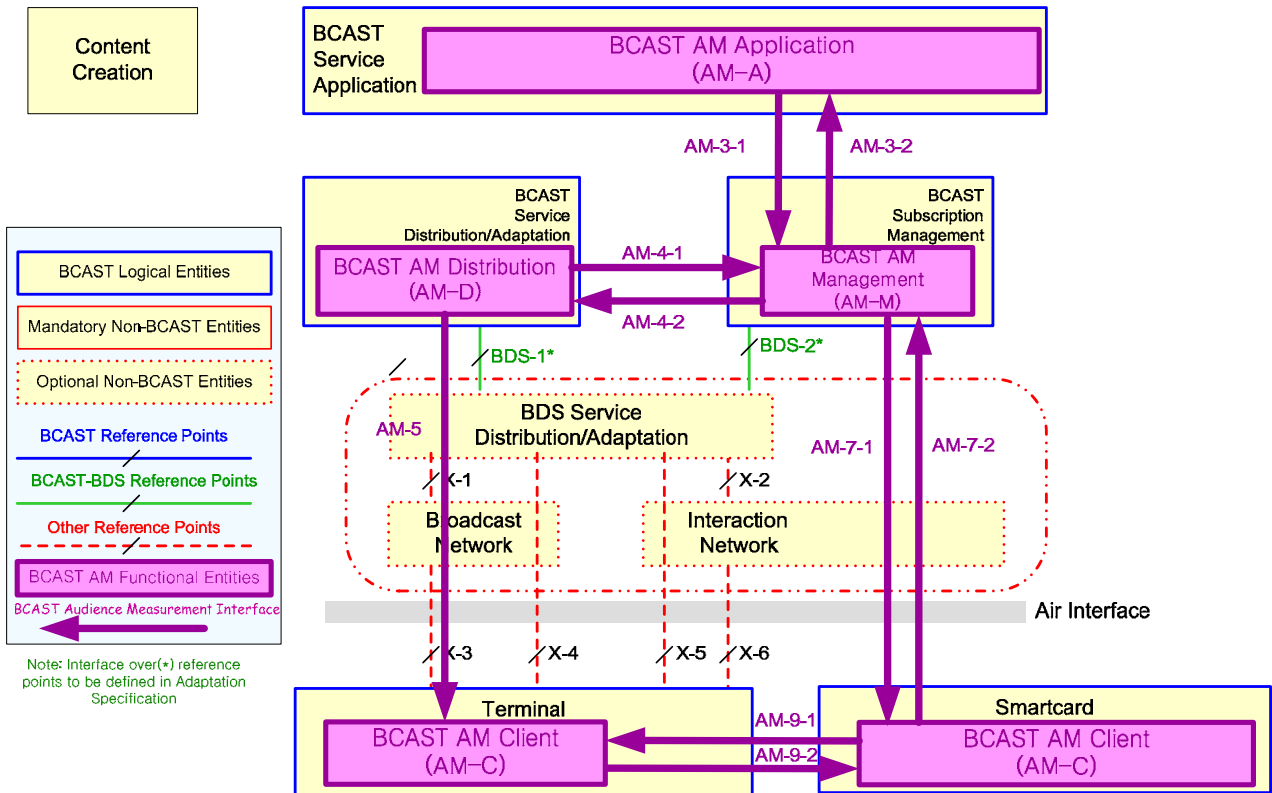 Content
Creation
BCAST
Service
Application
BCAST AM Application
(AM-A)
AM-3-1
AM-3-2
BCAST
Service
Distribution/Adaptation
BCAST AM Distribution
(AM-D)
AM-4-1
AM-4-2
BCAST
Subscription
Management
BCAST AM
Management
(AM-M)
BCAST Logical Entities
Mandatory Non-BCAST Entities
Optional Non-BCAST Entities
BCAST Reference Points
BCAST-BDS Reference Points
Other Reference Points
BCAST AM Functional Entities
BCAST Audience Measurement Interface
Note: Interface over(*) reference
points to be defined in Adaptation
Specification
BDS-1*
BDS-2*
BDS Service
Distribution/Adaptation
AM-5
AM-7-1
AM-7-2
X-1
X-2
Broadcast
Network
Interaction
Network
Air Interface
X-3
X-4
X-5
X-6
Terminal
BCAST AM Client
(AM-C)
AM-9-1
AM-9-2
Smartcard
BCAST AM Client
(AM-C)